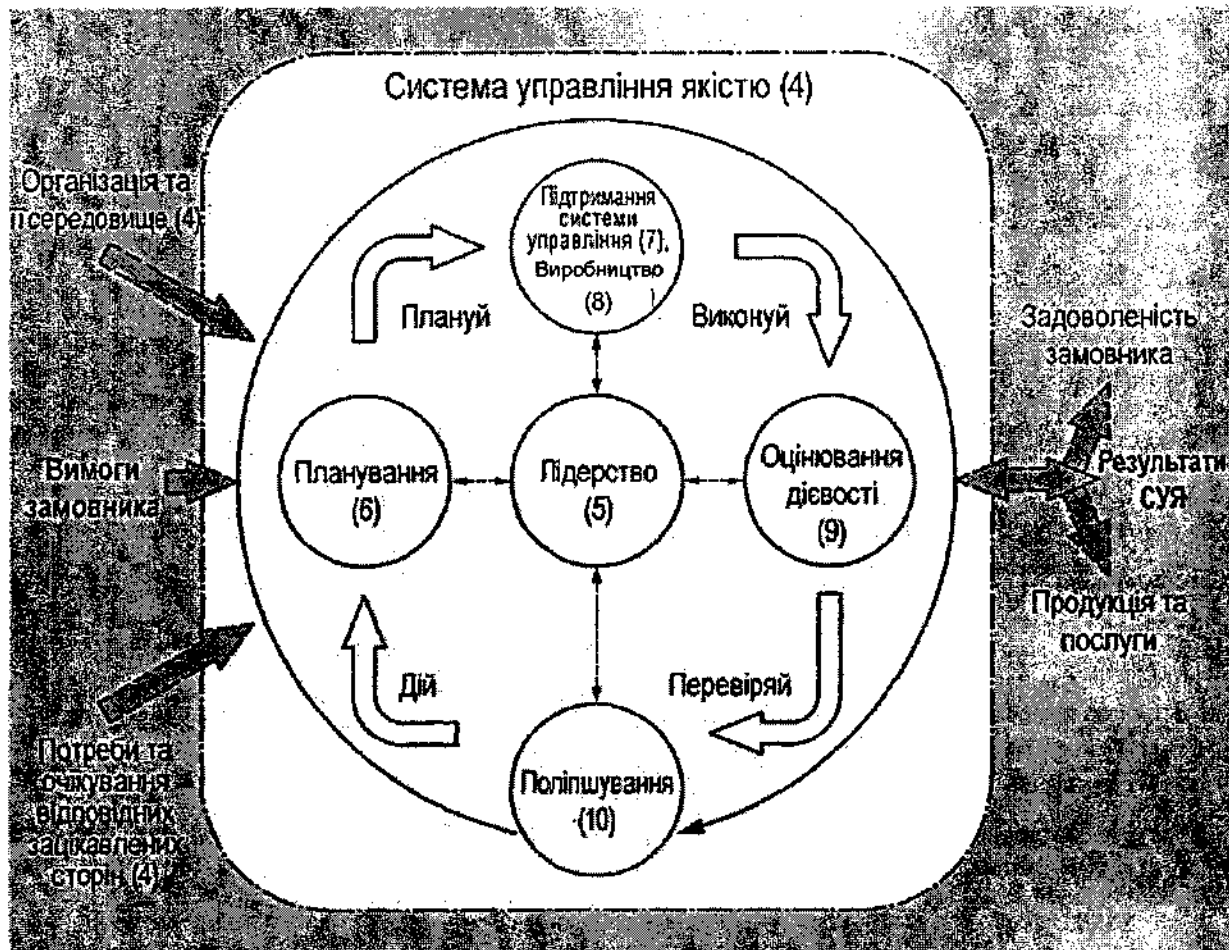 Система управління якістю (4)
Організація та
її середовище (4)
Підтримання
системи
управління (7),
Виробництво
(8)
Плануй
Виконуй
Задоволеність
замовника
Вимоги
замовника
Планування
(6)
Лідерство
(5)
Оцінювання
дієвості
(9)
Результати
СУЯ
Продукція та
послуги
Дій
Перевіряй
Потреби та
очікування
відповідних
зацікавлених
сторін (4)
Поліпшування
(10)